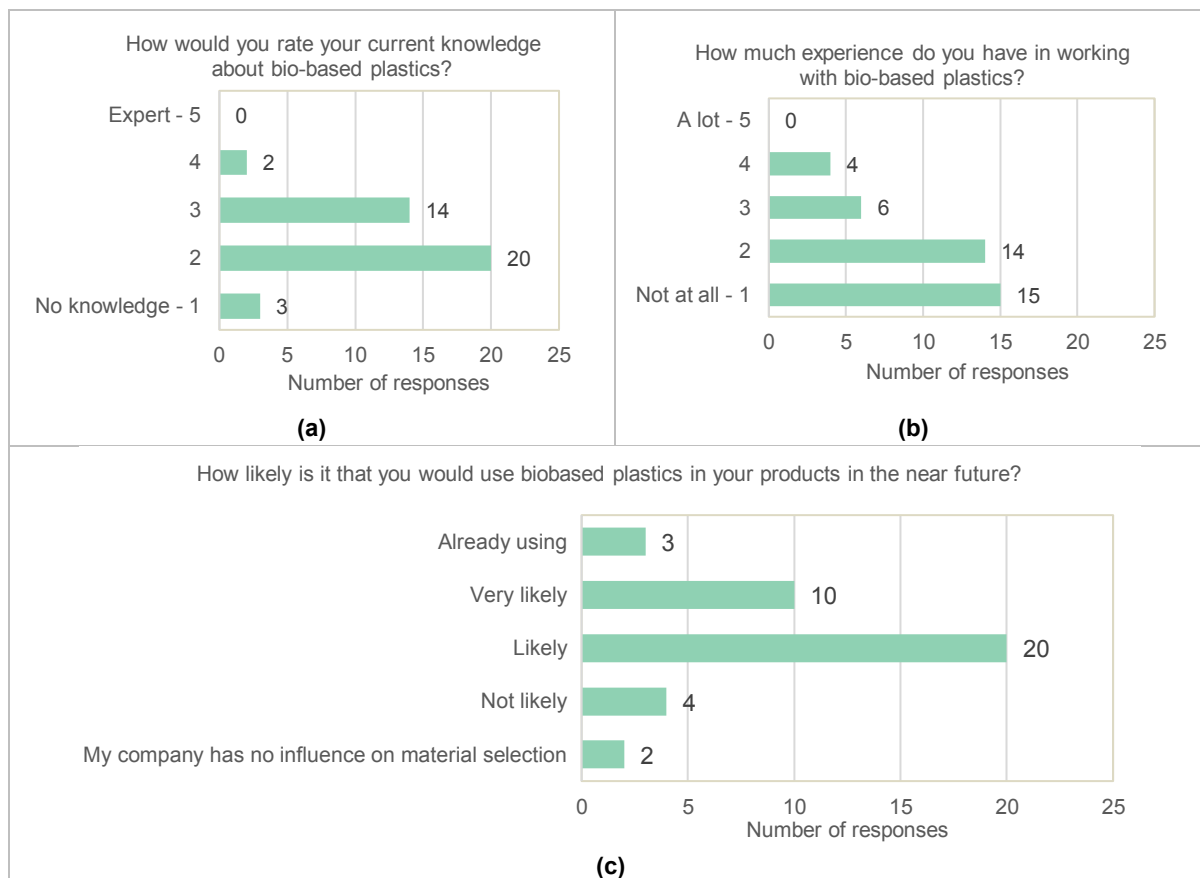 How would you rate your current knowledge
about bio-based plastics?
Expert - 5
0
4
2
3
14
2
20
No knowledge - 1
3
0 5 10 15 20 25
Number of responses
(a)
How much experience do you have in working
with bio-based plastics?
A lot - 5
0
4
4
3
6
2
14
Not at all - 1
15
0 5 10 15 20 25
Number of responses
(b)
How likely is it that you would use biobased plastics in your products in the near future?
Already using
3
Very likely
10
Likely
20
Not likely
4
My company has no influence on material selection
2
0 5 10 15 20 25
Number of responses
(c)